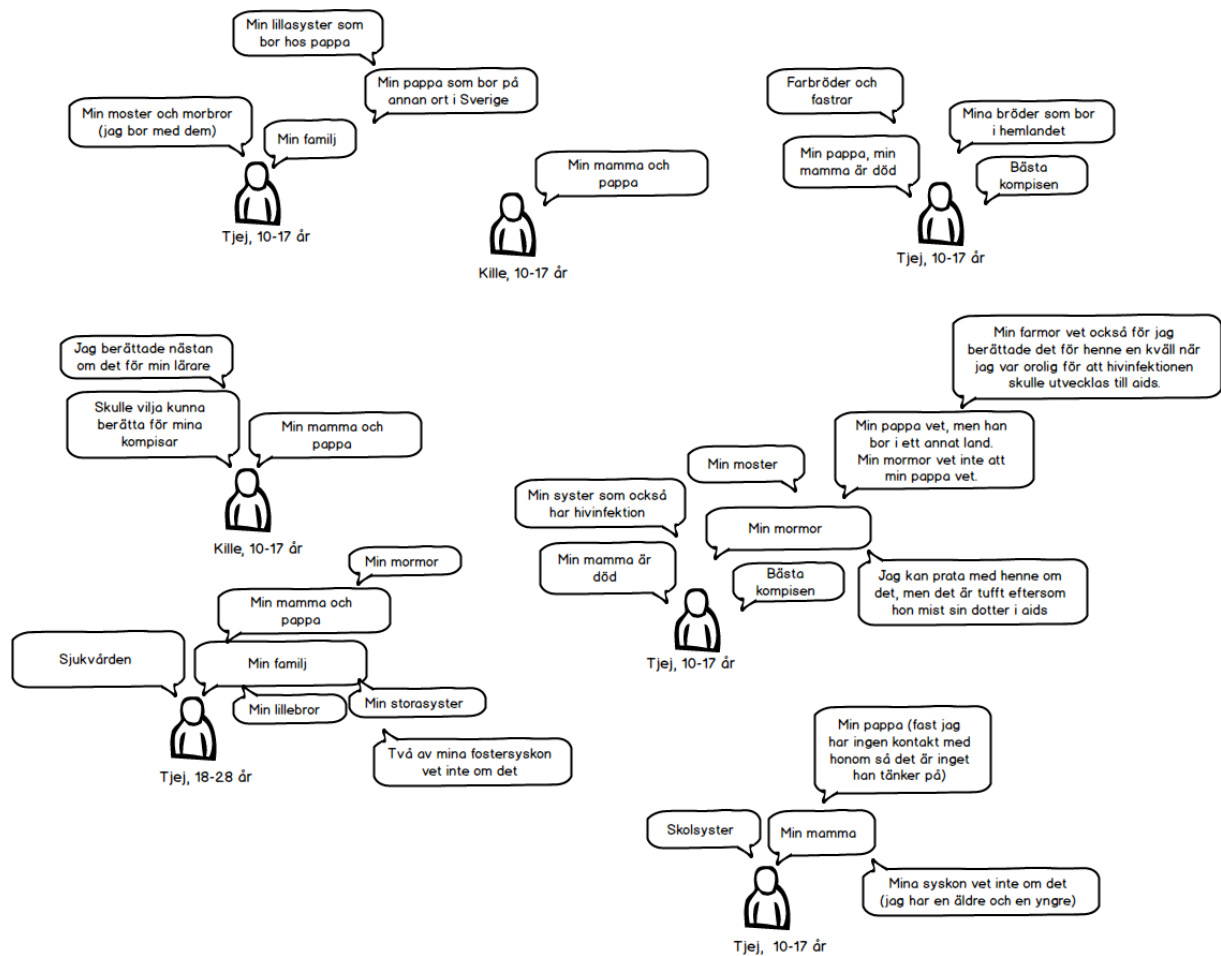 Min lillasyster som
bor hos pappa
Min pappa som bor på
annan ort i Sverige
Min moster och morbror
(jag bor med dem)
Min familj
Tjej, 10-17 år
Min mamma och
pappa
Kille, 10-17 år
Farbröder och
fastrar
Mina bröder som bor
i hemlandet
Min pappa, min
mamma är död
Bästa
kompisen
Tjej, 10-17 år
Jag berättade nästan
om det för min lärare
Skulle vilja kunna
berätta för mina
kompisar
Min mamma och
pappa
Kille, 10-17 år
Min farmor vet också för jag
berättade det för henne en kväll när
jag var orolig för att hivinfektionen
skulle utvecklas till aids.
Min pappa vet, men han
bor i ett annat land.
Min mormor vet inte att
min pappa vet.
Min moster
Min syster som också
har hivinfektion
Min mormor
Min mamma är
död
Bästa
kompisen
Jag kan prata med henne om
det, men det är tufft eftersom
hon mist sin dotter i aids
Tjej, 10-17 år
Min mormor
Min mamma och
pappa
Sjukvården
Min familj
Min lillebror
Min storasyster
Två av mina fostersyskon
vet inte om det
Tjej, 18-28 år
Min pappa (fast jag
har ingen kontakt med
honom så det är inget
han tänker på)
Skolsyster
Min mamma
Mina syskon vet inte om det
(jag har en äldre och en yngre)
Tjej, 10-17 år